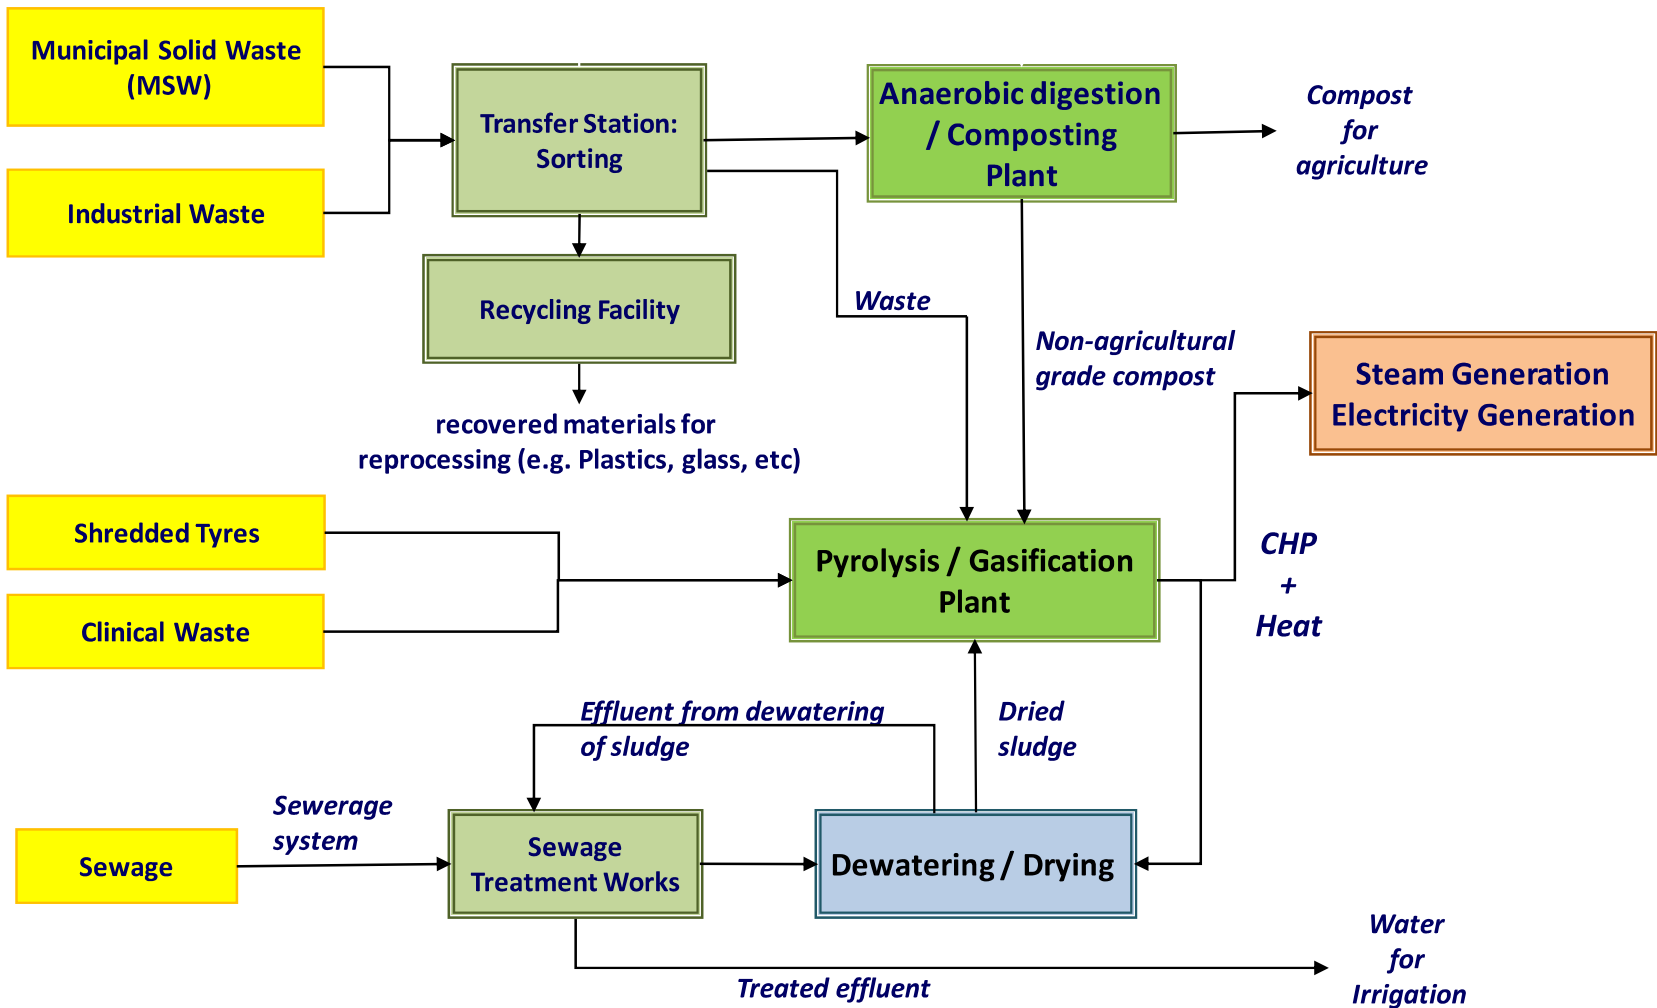 Municipal Solid Waste
(MSW)
Industrial Waste
Transfer Station:
Sorting
Anaerobic digestion
/ Composting
Plant
Compost
for
agriculture
Recycling Facility
Waste
Non-agricultural
grade compost
Steam Generation
Electricity Generation
recovered materials for
reprocessing (e.g. Plastics, glass, etc)
Shredded Tyres
Clinical Waste
Pyrolysis / Gasification
Plant
CHP
+
Heat
Effluent from dewatering
of sludge
Dried
sludge
Sewerage
system
Sewage
Sewage
Treatment Works
Dewatering / Drying
Treated effluent
Water
for
Irrigation